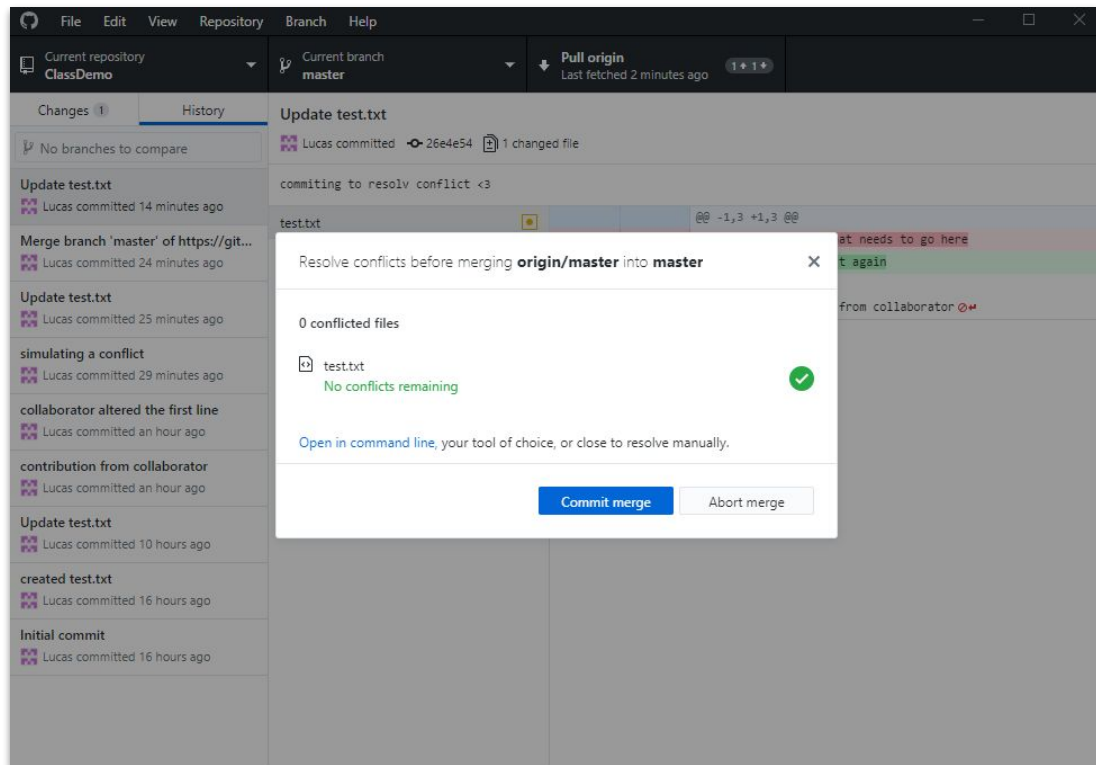 File Edit View Repository Branch Help
Current repository
ClassDemo
Current branch
master
Pull origin
Last fetched 2 minutes ago
1 1
Changes 1 History
No branches to compare
Update test.txt
Lucas committed 14 minutes ago
Merge branch 'master' of https://git...
Lucas committed 24 minutes ago
Update test.txt
Lucas committed 25 minutes ago
simulating a conflict
Lucas committed 29 minutes ago
collaborator altered the first line
Lucas committed an hour ago
contribution from collaborator
Lucas committed an hour ago
Update test.txt
Lucas committed 10 hours ago
created test.txt
Lucas committed 16 hours ago
Initial commit
Lucas committed 16 hours ago
Update test.txt
Lucas committed 26e4e54 1 changed file
commiting to resolv conflict <3
test.txt
@@ -1,3 +1,3 @@
at needs to go here
t again
from collaborator
Resolve conflicts before merging origin/master into master
0 conflicted files
test.txt
No conflicts remaining
Open in command line, your tool of choice, or close to resolve manually.
Commit merge Abort merge